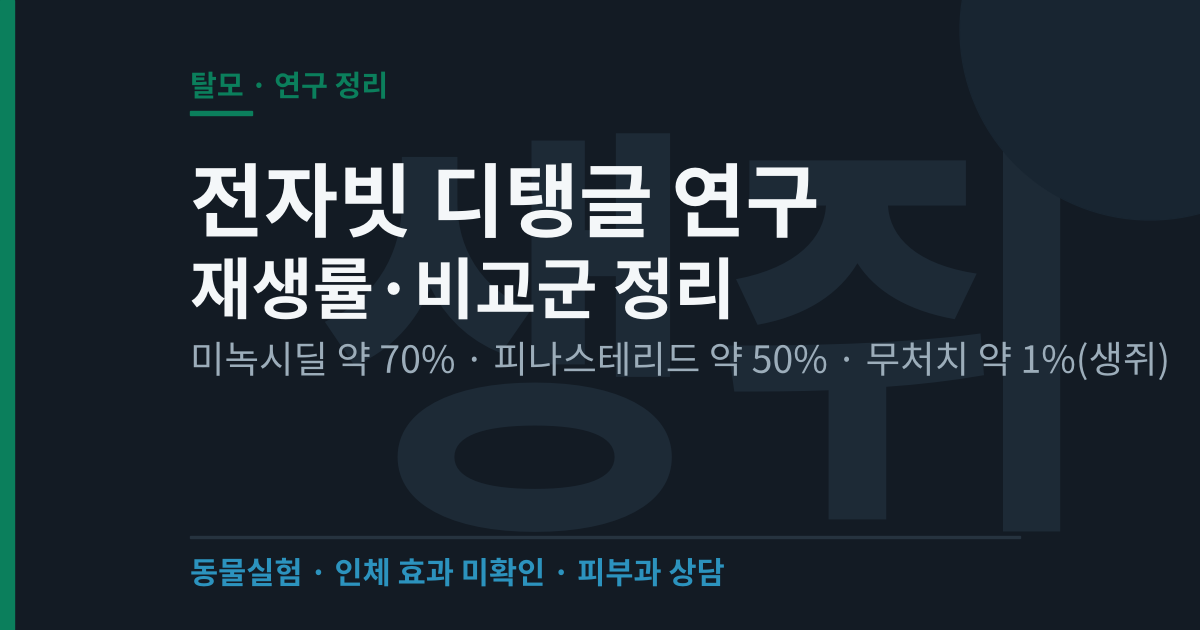 탈모 · 연구 정리
전자빗 디탱글 연구
재생률·비교군 정리
미녹시딜 약 70% · 피나스테리드 약 50% · 무처치 약 1%(생쥐)
생쥐
동물실험 · 인체 효과 미확인 · 피부과 상담